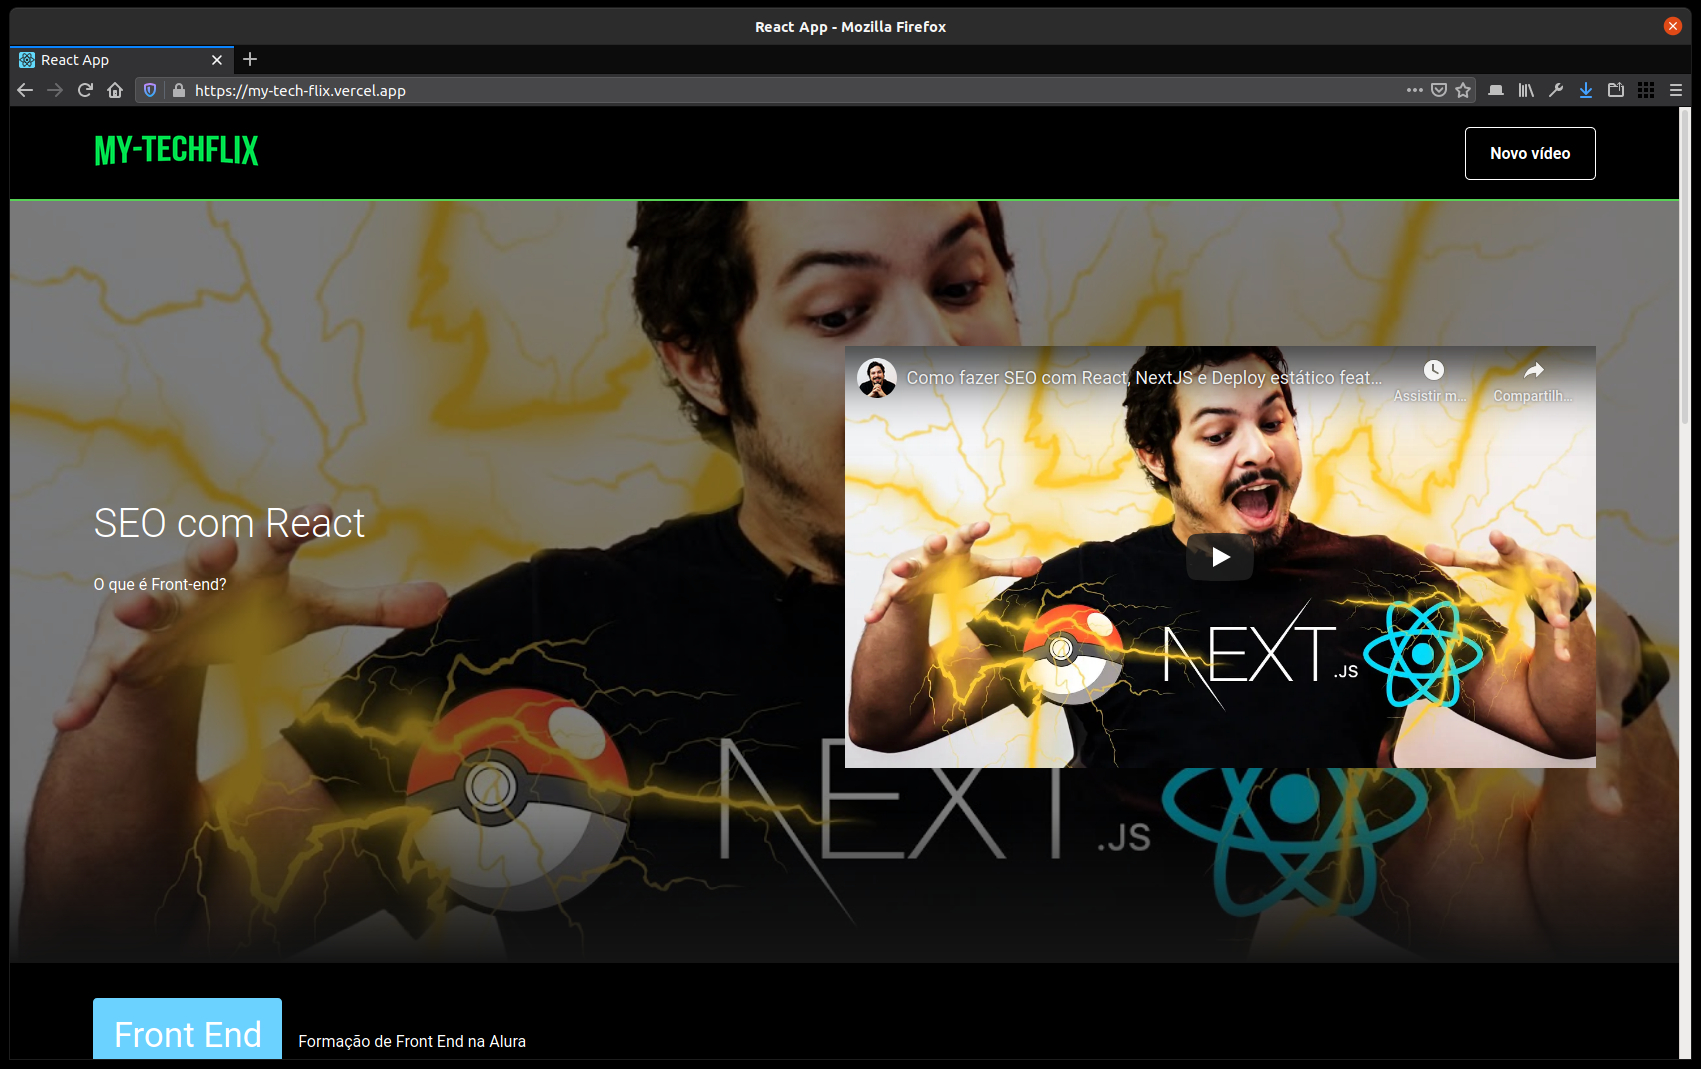 React App - Mozilla Firefox
React App
https://my-tech-flix.vercel.app
MY-TECHFLIX
Novo vídeo
Como fazer SEO com React, NextJS e Deploy estático feat...
Assistir m...
Compartilh...
SEO com React
O que é Front-end?
NEXT.JS
NEXT.JS
Front End
Formação de Front End na Alura